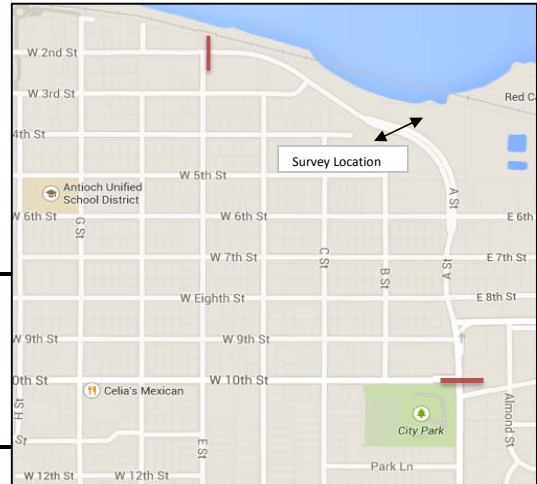 W 2nd St
W 3rd St
Red Ca
4th St
Survey Location
W 5th St
Antioch Unified
School District
A St
W 6th St
W 6th St
E 6th
G St
C St
W 7th St
E 7th St
A St
B St
W Eighth St
E 8th St
W 9th St
W 9th St
0th St
W 10th St
Celia's Mexican
H St
City Park
Almond St
St
E St
Park Ln
W 12th St
W 12th St